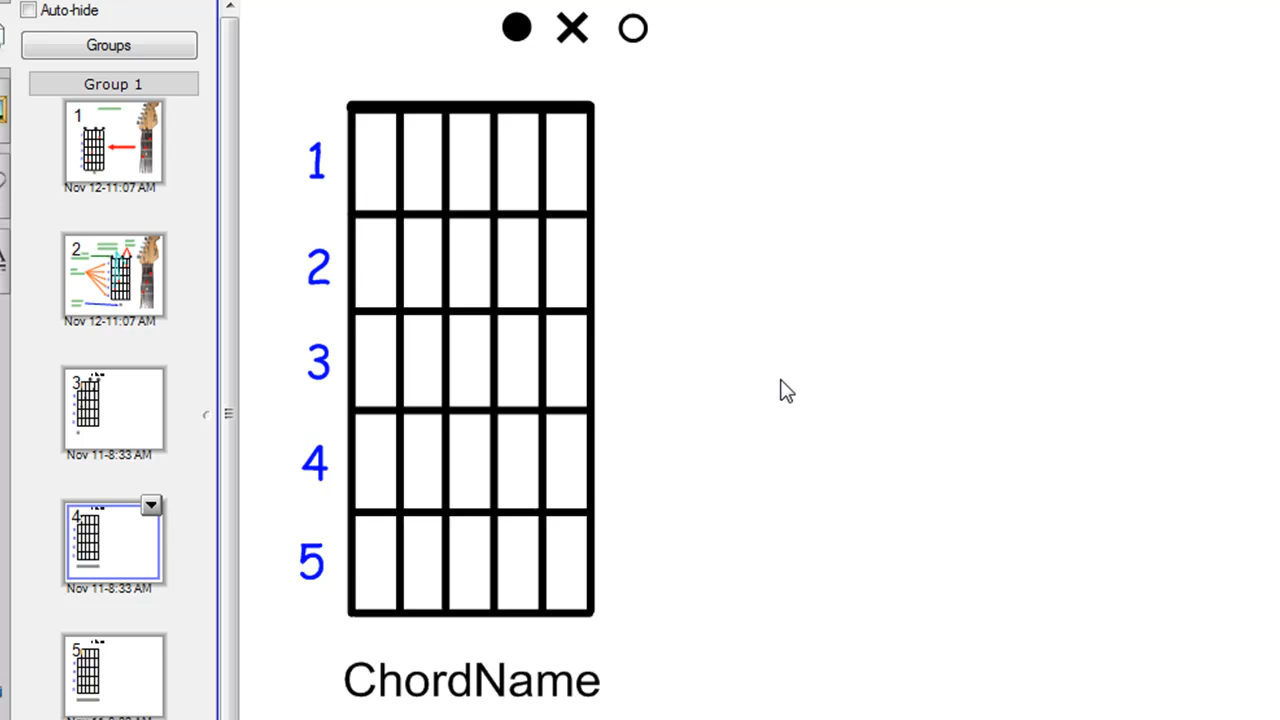 Auto-hide
Groups
Group 1
1
Nov 12-11:07 AM
2
Nov 12-11:07 AM
3
Nov 11-8:33 AM
4
Nov 11-8:33 AM
5
1
2
3
4
5
ChordName